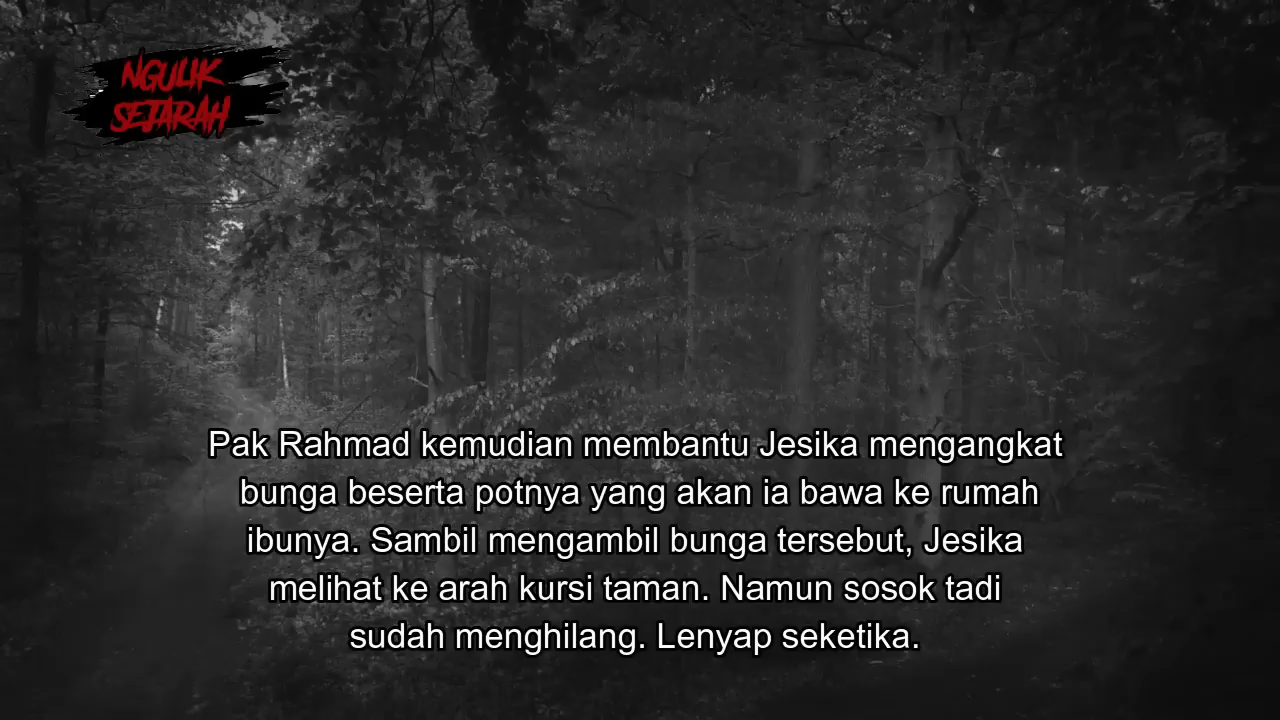 NGULIK
SEJARAH
Pak Rahmad kemudian membantu Jesika mengangkat
bunga beserta potnya yang akan ia bawa ke rumah
ibunya. Sambil mengambil bunga tersebut, Jesika
melihat ke arah kursi taman. Namun sosok tadi
sudah menghilang. Lenyap seketika.